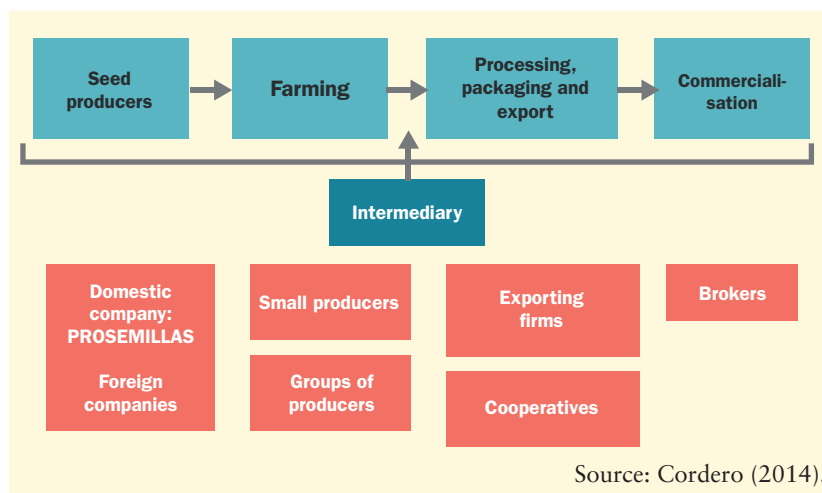 Seed
producers
Farming
Processing,
packaging and
export
Commerciali-
sation
Intermediary
Domestic
company:
PROSEMILLAS
Foreign
companies
Small producers
Groups of
producers
Exporting
firms
Cooperatives
Brokers
Source: Cordero (2014).